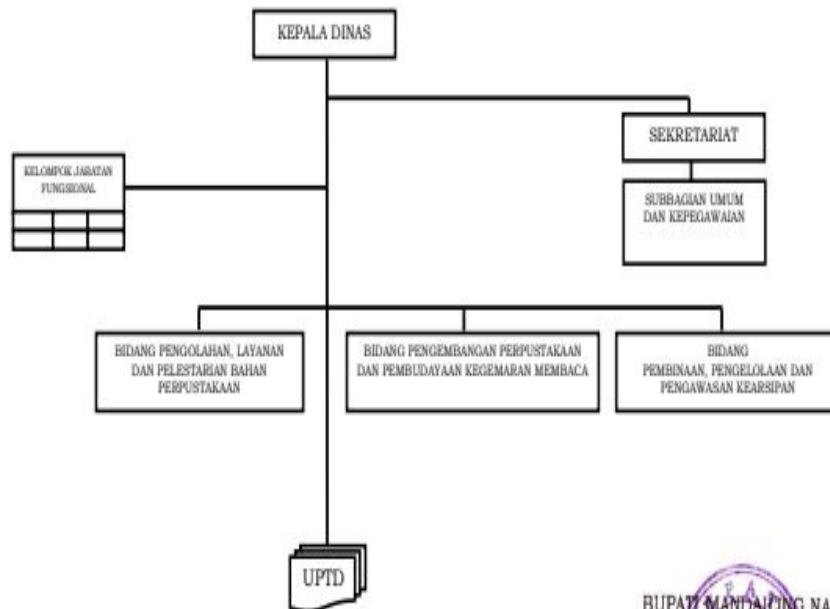 KEPALA DINAS
SEKRETARIAT
KELOMPOK JABATAN
FUNGSIONAL
SUBBAGIAN UMUM
DAN KEPEGAWAIAN
BIDANG PENGOLAHAN, LAYANAN
DAN PELESTARIAN BAHAN
PERPUSTAKAAN
BIDANG PENGEMBANGAN PERPUSTAKAAN
DAN PEMBUDAYAAN KEGEMARAN MEMBACA
BIDANG
PEMBINAAN, PENGELOLAAN DAN
PENGAWASAN KEARSIPAN
UPTD
BUPATI MANDAILING NA